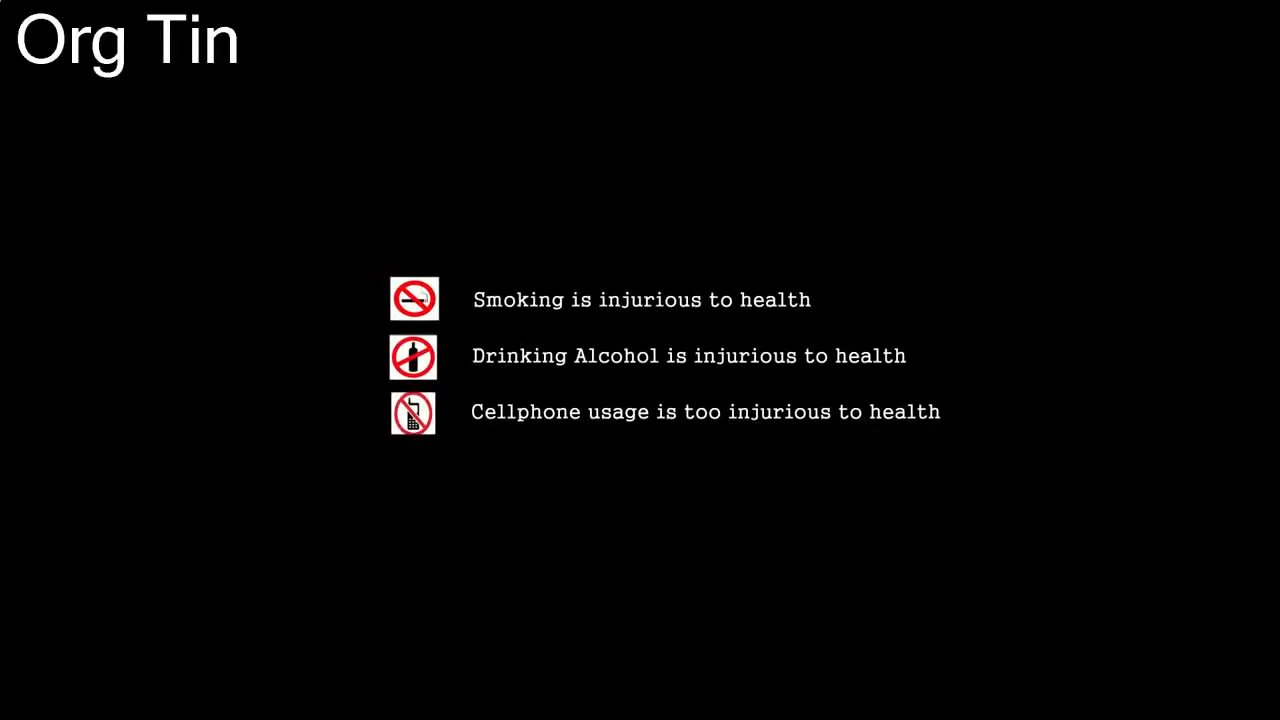 Org Tin
Smoking is injurious to health
Drinking Alcohol is injurious to health
Cellphone usage is too injurious to health